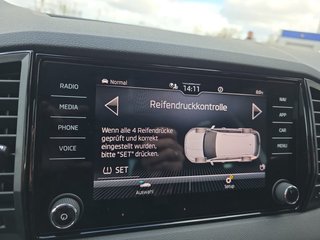 Normal
14:11
RADIO
MEDIA
PHONE
VOICE
NAV
APP
CAR
MENU
Reifendruckkontrolle
Wenn alle 4 Reifendrücke
geprüft und korrekt
eingestellt wurden,
bitte "SET" drücken.
SET
Auswahl
Setup